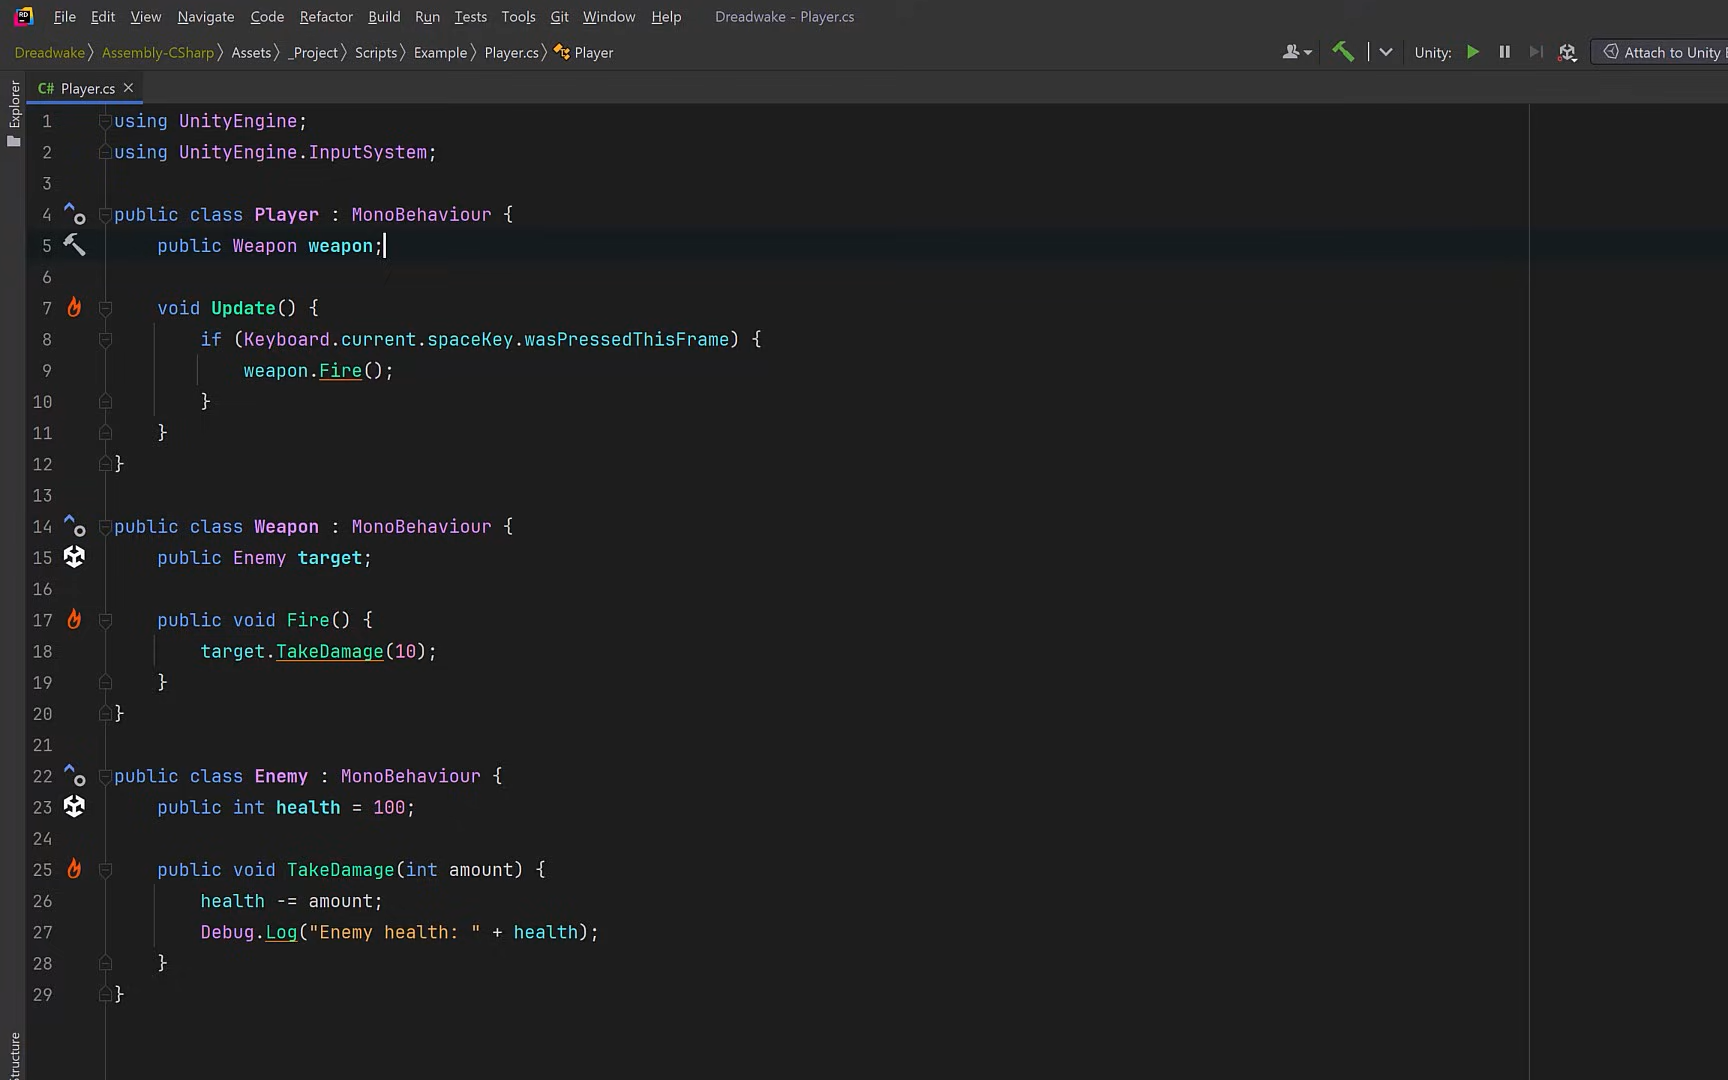 File Edit View Navigate Code Refactor Build Run Tests Tools Git Window Help Dreadwake - Player.cs
Dreadwake Assembly-CSharp Assets _Project Scripts Example Player.cs Player Unity: Attach to Unity
Explorer
C# Player.cs
1 using UnityEngine;
2 using UnityEngine.InputSystem;
3
4 public class Player : MonoBehaviour {
5 public Weapon weapon;
6
7 void Update() {
8 if (Keyboard.current.spaceKey.wasPressedThisFrame) {
9 weapon.Fire();
10 }
11 }
12 }
13
14 public class Weapon : MonoBehaviour {
15 public Enemy target;
16
17 public void Fire() {
18 target.TakeDamage(10);
19 }
20 }
21
22 public class Enemy : MonoBehaviour {
23 public int health = 100;
24
25 public void TakeDamage(int amount) {
26 health -= amount;
27 Debug.Log("Enemy health: " + health);
28 }
29 }
Structure